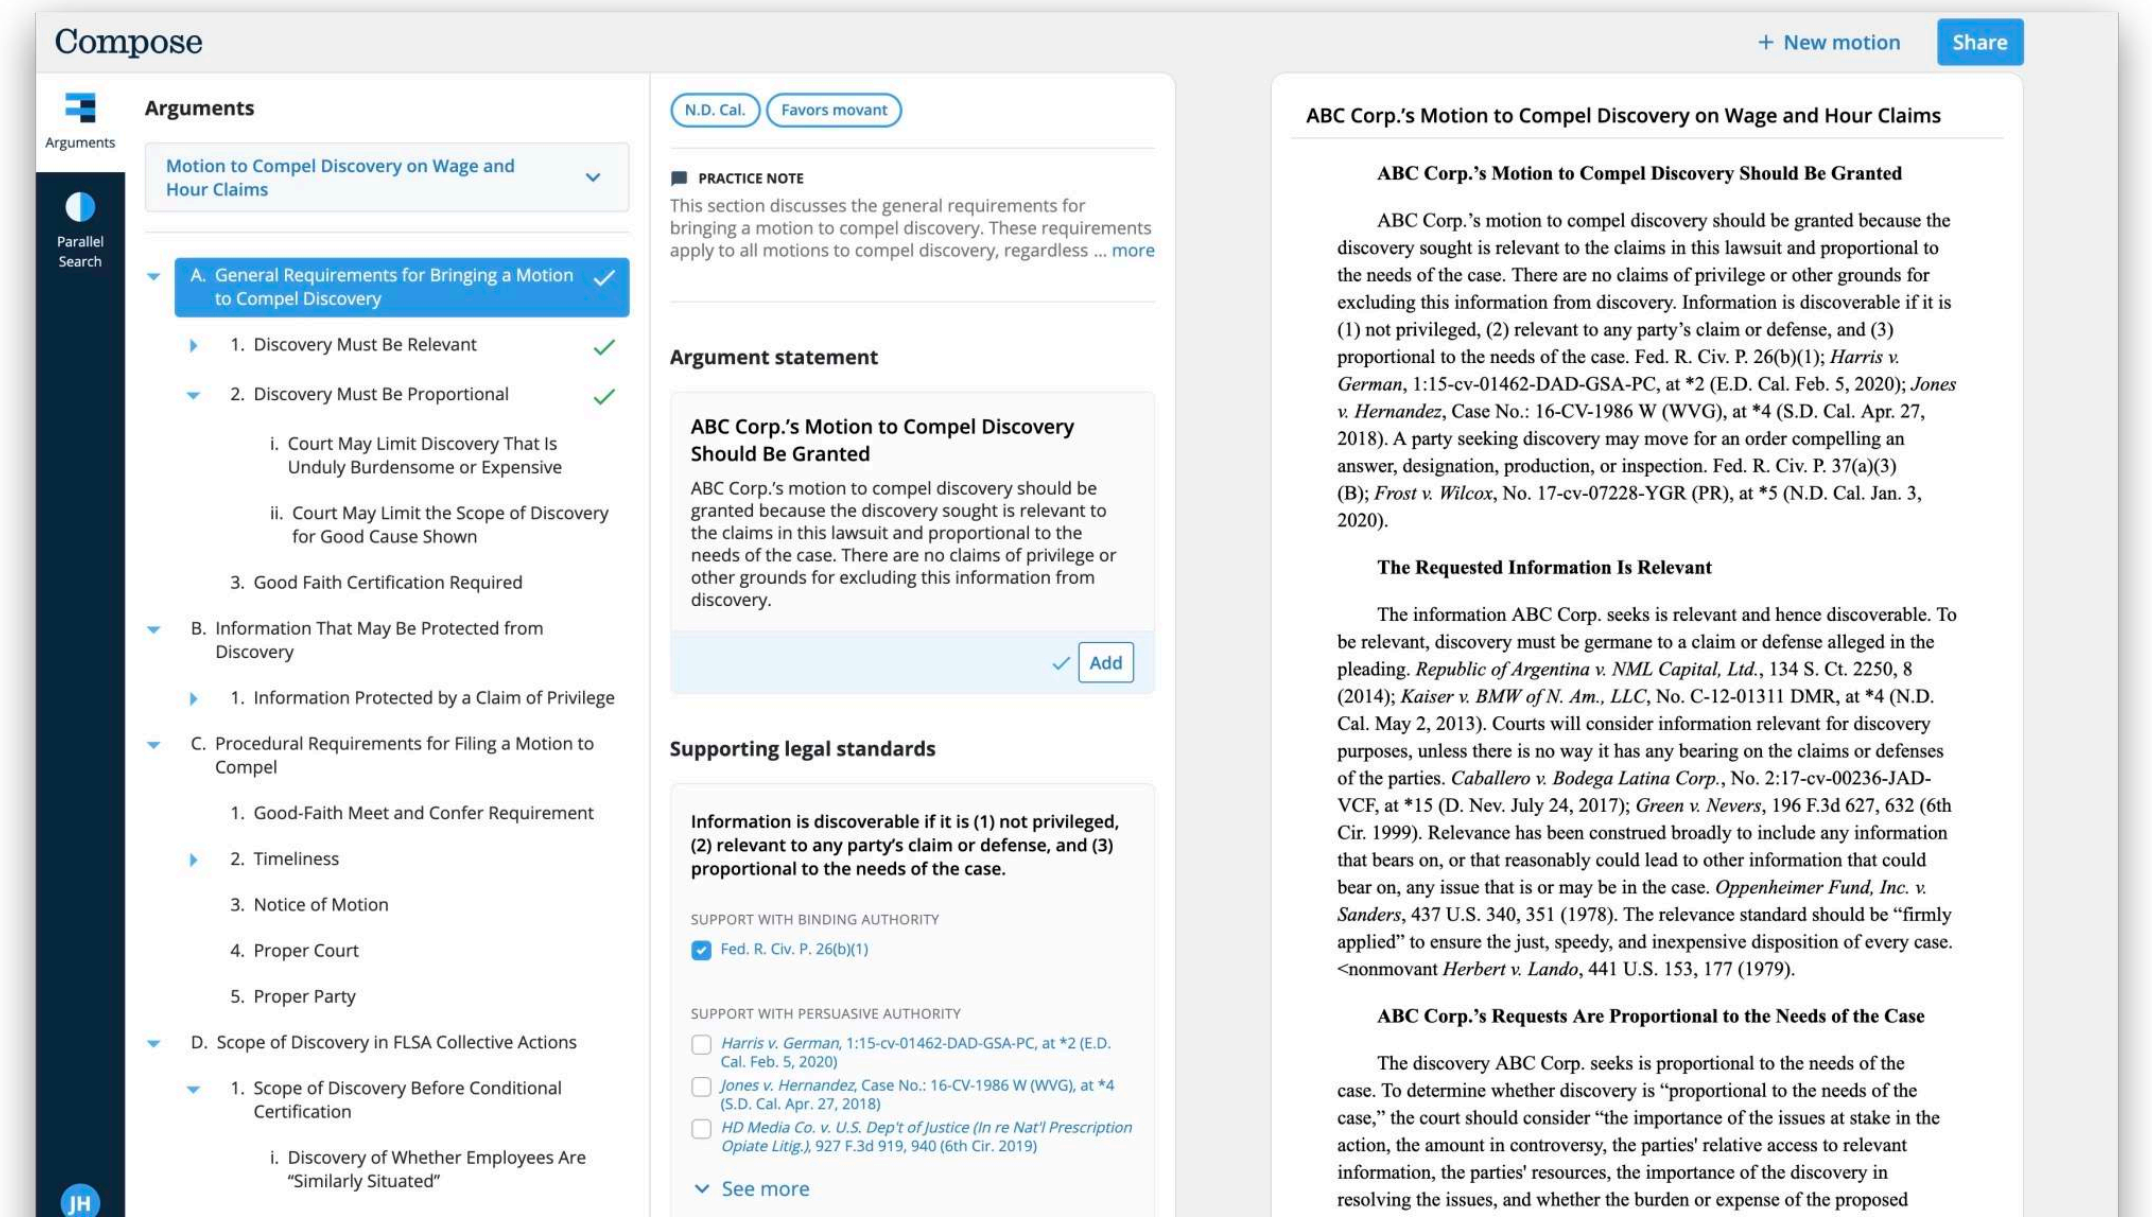 Compose
+ New motion
Share
Arguments
Parallel
Search
JH
Arguments
Motion to Compel Discovery on Wage and
Hour Claims
A. General Requirements for Bringing a Motion
to Compel Discovery
1. Discovery Must Be Relevant
2. Discovery Must Be Proportional
i. Court May Limit Discovery That Is
Unduly Burdensome or Expensive
ii. Court May Limit the Scope of Discovery
for Good Cause Shown
3. Good Faith Certification Required
B. Information That May Be Protected from
Discovery
1. Information Protected by a Claim of Privilege
C. Procedural Requirements for Filing a Motion to
Compel
1. Good-Faith Meet and Confer Requirement
2. Timeliness
3. Notice of Motion
4. Proper Court
5. Proper Party
D. Scope of Discovery in FLSA Collective Actions
1. Scope of Discovery Before Conditional
Certification
i. Discovery of Whether Employees Are
“Similarly Situated”
N.D. Cal.
Favors movant
PRACTICE NOTE
This section discusses the general requirements for
bringing a motion to compel discovery. These requirements
apply to all motions to compel discovery, regardless ... more
Argument statement
ABC Corp.’s Motion to Compel Discovery
Should Be Granted
ABC Corp.’s motion to compel discovery should be
granted because the discovery sought is relevant to
the claims in this lawsuit and proportional to the
needs of the case. There are no claims of privilege or
other grounds for excluding this information from
discovery.
Add
Supporting legal standards
Information is discoverable if it is (1) not privileged,
(2) relevant to any party’s claim or defense, and (3)
proportional to the needs of the case.
SUPPORT WITH BINDING AUTHORITY
Fed. R. Civ. P. 26(b)(1)
SUPPORT WITH PERSUASIVE AUTHORITY
Harris v. German, 1:15-cv-01462-DAD-GSA-PC, at *2 (E.D.
Cal. Feb. 5, 2020)
Jones v. Hernandez, Case No.: 16-CV-1986 W (WVG), at *4
(S.D. Cal. Apr. 27, 2018)
HD Media Co. v. U.S. Dep't of Justice (In re Nat'l Prescription
Opiate Litig.), 927 F.3d 919, 940 (6th Cir. 2019)
See more
ABC Corp.’s Motion to Compel Discovery on Wage and Hour Claims
ABC Corp.’s Motion to Compel Discovery Should Be Granted
ABC Corp.’s motion to compel discovery should be granted because the
discovery sought is relevant to the claims in this lawsuit and proportional to
the needs of the case. There are no claims of privilege or other grounds for
excluding this information from discovery. Information is discoverable if it is
(1) not privileged, (2) relevant to any party’s claim or defense, and (3)
proportional to the needs of the case. Fed. R. Civ. P. 26(b)(1); Harris v.
German, 1:15-cv-01462-DAD-GSA-PC, at *2 (E.D. Cal. Feb. 5, 2020); Jones
v. Hernandez, Case No.: 16-CV-1986 W (WVG), at *4 (S.D. Cal. Apr. 27,
2018). A party seeking discovery may move for an order compelling an
answer, designation, production, or inspection. Fed. R. Civ. P. 37(a)(3)
(B); Frost v. Wilcox, No. 17-cv-07228-YGR (PR), at *5 (N.D. Cal. Jan. 3,
2020).
The Requested Information Is Relevant
The information ABC Corp. seeks is relevant and hence discoverable. To
be relevant, discovery must be germane to a claim or defense alleged in the
pleading. Republic of Argentina v. NML Capital, Ltd., 134 S. Ct. 2250, 8
(2014); Kaiser v. BMW of N. Am., LLC, No. C-12-01311 DMR, at *4 (N.D.
Cal. May 2, 2013). Courts will consider information relevant for discovery
purposes, unless there is no way it has any bearing on the claims or defenses
of the parties. Caballero v. Bodega Latina Corp., No. 2:17-cv-00236-JAD-
VCF, at *15 (D. Nev. July 24, 2017); Green v. Nevers, 196 F.3d 627, 632 (6th
Cir. 1999). Relevance has been construed broadly to include any information
that bears on, or that reasonably could lead to other information that could
bear on, any issue that is or may be in the case. Oppenheimer Fund, Inc. v.
Sanders, 437 U.S. 340, 351 (1978). The relevance standard should be “firmly
applied” to ensure the just, speedy, and inexpensive disposition of every case.
<nonmovant Herbert v. Lando, 441 U.S. 153, 177 (1979).
ABC Corp.’s Requests Are Proportional to the Needs of the Case
The discovery ABC Corp. seeks is proportional to the needs of the
case. To determine whether discovery is “proportional to the needs of the
case,” the court should consider “the importance of the issues at stake in the
action, the amount in controversy, the parties' relative access to relevant
information, the parties' resources, the importance of the discovery in
resolving the issues, and whether the burden or expense of the proposed